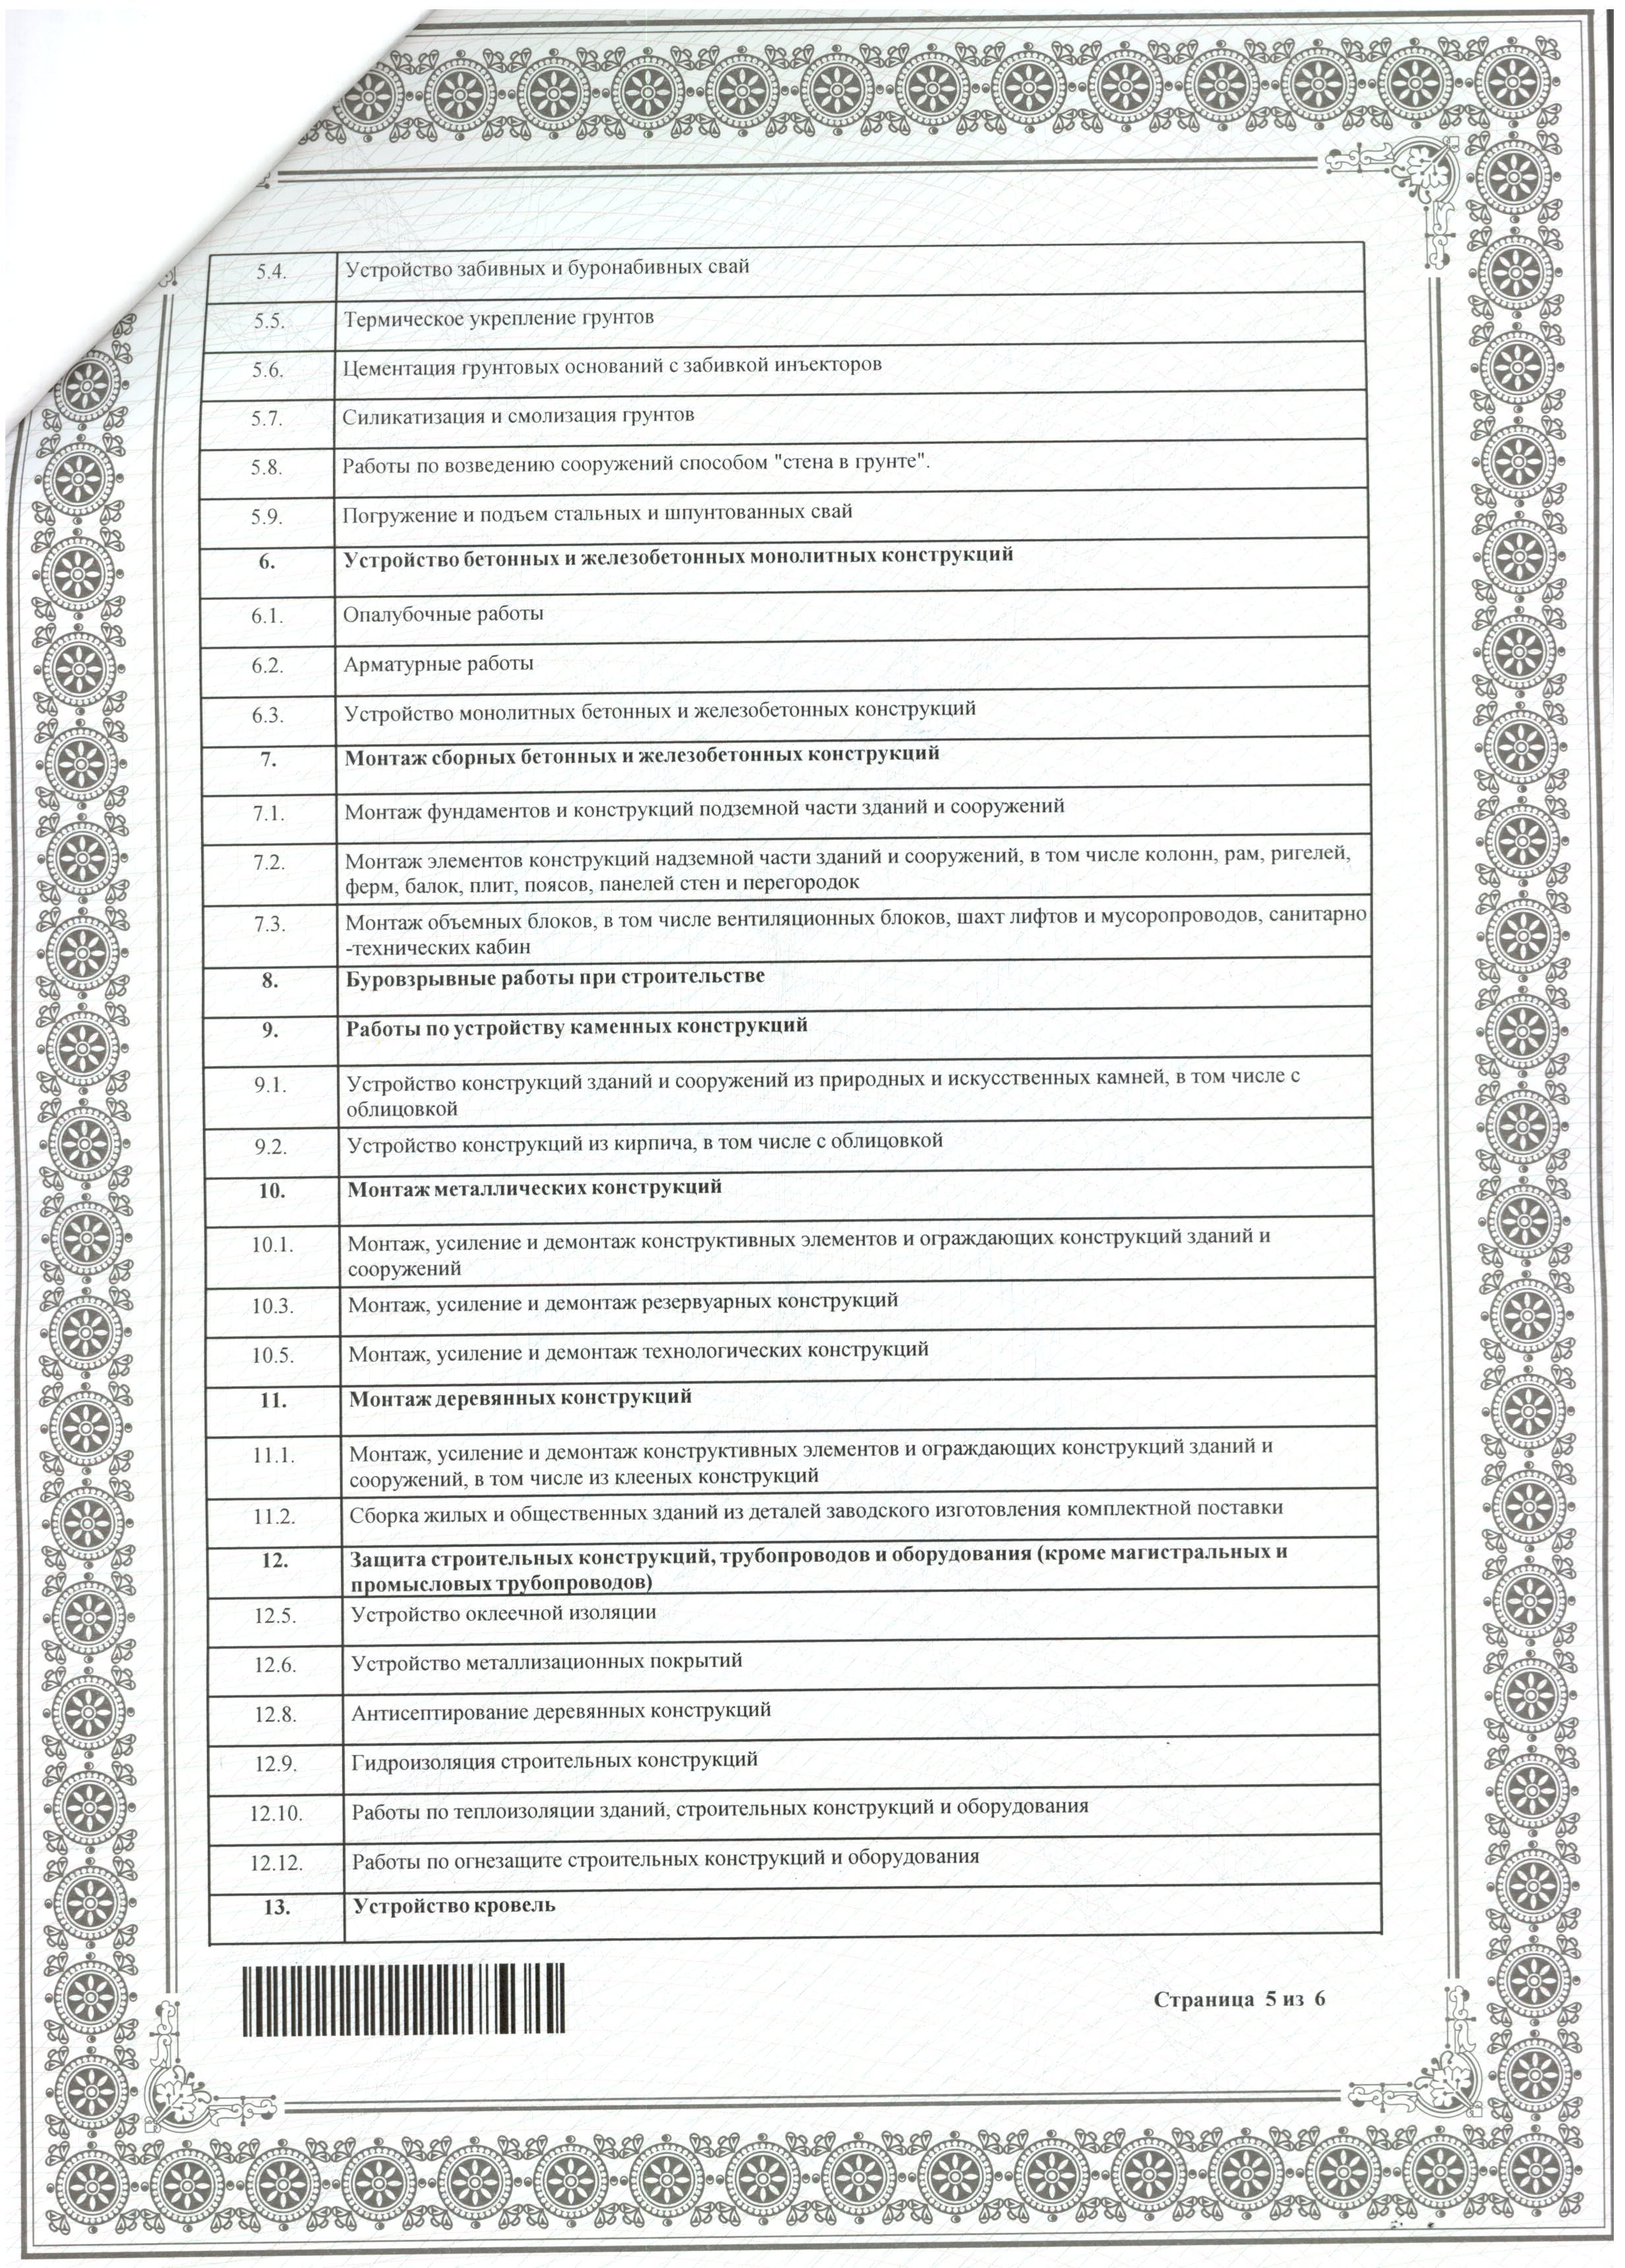 5.4. Устройство забивных и буронабивных свай
5.5. Термическое укрепление грунтов
5.6. Цементация грунтовых оснований с забивкой инъекторов
5.7. Силикатизация и смолизация грунтов
5.8. Работы по возведению сооружений способом "стена в грунте".
5.9. Погружение и подъем стальных и шпунтованных свай
6. Устройство бетонных и железобетонных монолитных конструкций
6.1. Опалубочные работы
6.2. Арматурные работы
6.3. Устройство монолитных бетонных и железобетонных конструкций
7. Монтаж сборных бетонных и железобетонных конструкций
7.1. Монтаж фундаментов и конструкций подземной части зданий и сооружений
7.2. Монтаж элементов конструкций надземной части зданий и сооружений, в том числе колонн, рам, ригелей,
ферм, балок, плит, поясов, панелей стен и перегородок
7.3. Монтаж объемных блоков, в том числе вентиляционных блоков, шахт лифтов и мусоропроводов, санитарно
-технических кабин
8. Буровзрывные работы при строительстве
9. Работы по устройству каменных конструкций
9.1. Устройство конструкций зданий и сооружений из природных и искусственных камней, в том числе с
облицовкой
9.2. Устройство конструкций из кирпича, в том числе с облицовкой
10. Монтаж металлических конструкций
10.1. Монтаж, усиление и демонтаж конструктивных элементов и ограждающих конструкций зданий и
сооружений
10.3. Монтаж, усиление и демонтаж резервуарных конструкций
10.5. Монтаж, усиление и демонтаж технологических конструкций
11. Монтаж деревянных конструкций
11.1. Монтаж, усиление и демонтаж конструктивных элементов и ограждающих конструкций зданий и
сооружений, в том числе из клееных конструкций
11.2. Сборка жилых и общественных зданий из деталей заводского изготовления комплектной поставки
12. Защита строительных конструкций, трубопроводов и оборудования (кроме магистральных и
промысловых трубопроводов)
12.5. Устройство оклеечной изоляции
12.6. Устройство металлизационных покрытий
12.8. Антисептирование деревянных конструкций
12.9. Гидроизоляция строительных конструкций
12.10. Работы по теплоизоляции зданий, строительных конструкций и оборудования
12.12. Работы по огнезащите строительных конструкций и оборудования
13. Устройство кровель
Страница 5 из 6